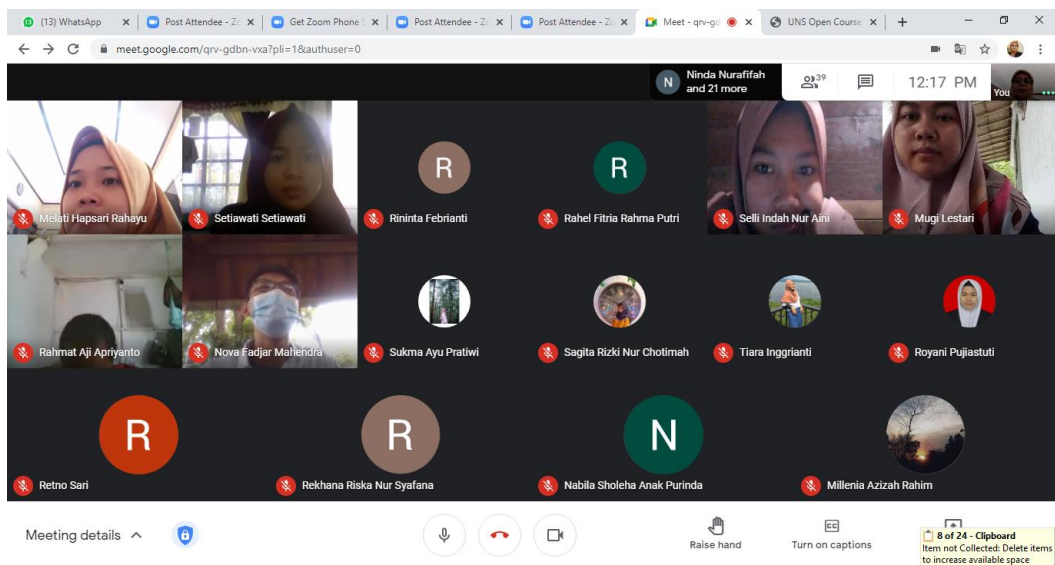 (13) WhatsApp
Post Attendee - Zo
Get Zoom Phone
Post Attendee - Zo
Post Attendee - Zo
Meet - qrv-gd
UNS Open Course
meet.google.com/qrv-gdbn-vxa?pli=1&authuser=0
N
Ninda Nurafifah
and 21 more
39
12:17 PM
You
Melati Hapsari Rahayu
Setiawati Setiawati
R
Rininta Febrianti
R
Rahel Fitria Rahma Putri
Selli Indah Nur Aini
Mugi Lestari
Rahmat Aji Apriyanto
Nova Fadjar Mahendra
Sukma Ayu Pratiwi
Sagita Rizki Nur Chotimah
Tiara Inggrianti
Royani Pujiastuti
R
Retno Sari
R
Rekhana Riska Nur Syafana
N
Nabila Sholeha Anak Purinda
Millenia Azizah Rahim
Meeting details
Raise hand
CC
Turn on captions
8 of 24 - Clipboard
Item not Collected: Delete items
to increase available space